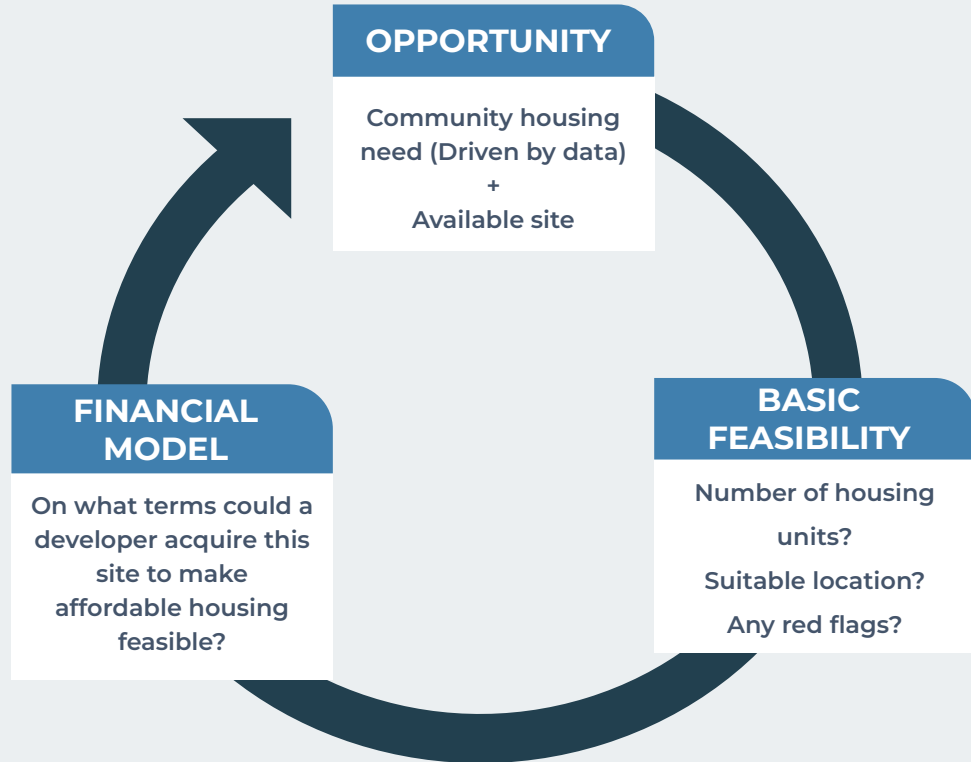 OPPORTUNITY
Community housing
need (Driven by data)
+
Available site
BASIC
FEASIBILITY
Number of housing
units?
Suitable location?
Any red flags?
FINANCIAL
MODEL
On what terms could a
developer acquire this
site to make
affordable housing
feasible?